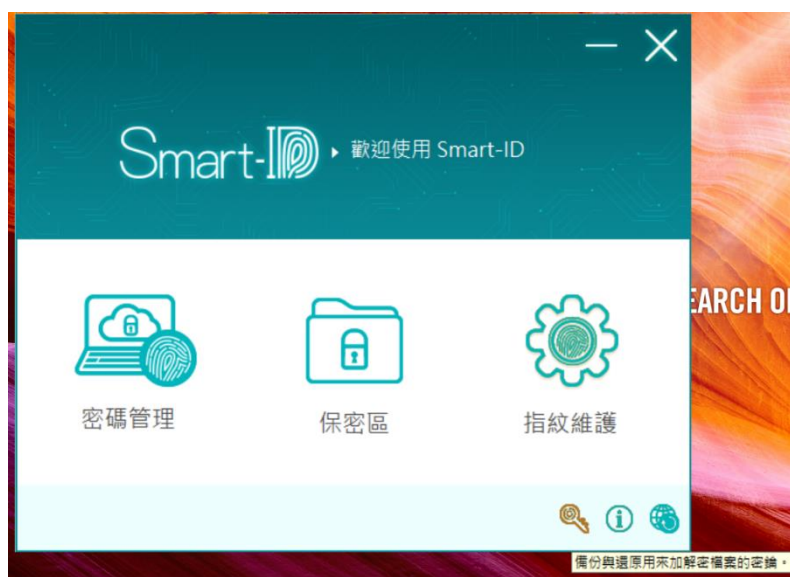 Smart-ID
歡迎使用 Smart-ID
EARCH O
密碼管理
保密區
指紋維護
備份與還原用來加解密檔案的密鑰。